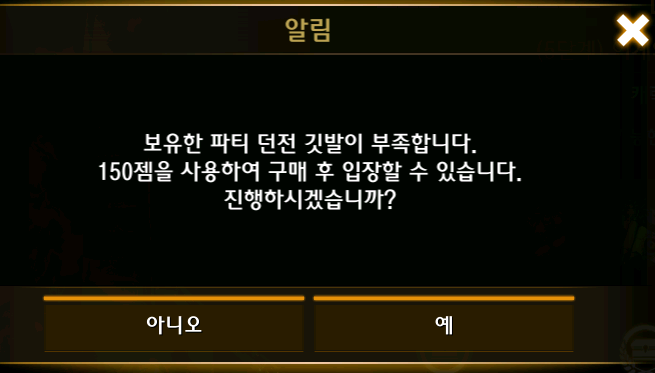 알림
보유한 파티 던전 깃발이 부족합니다.
150젬을 사용하여 구매 후 입장할 수 있습니다.
진행하시겠습니까?
아니오
예